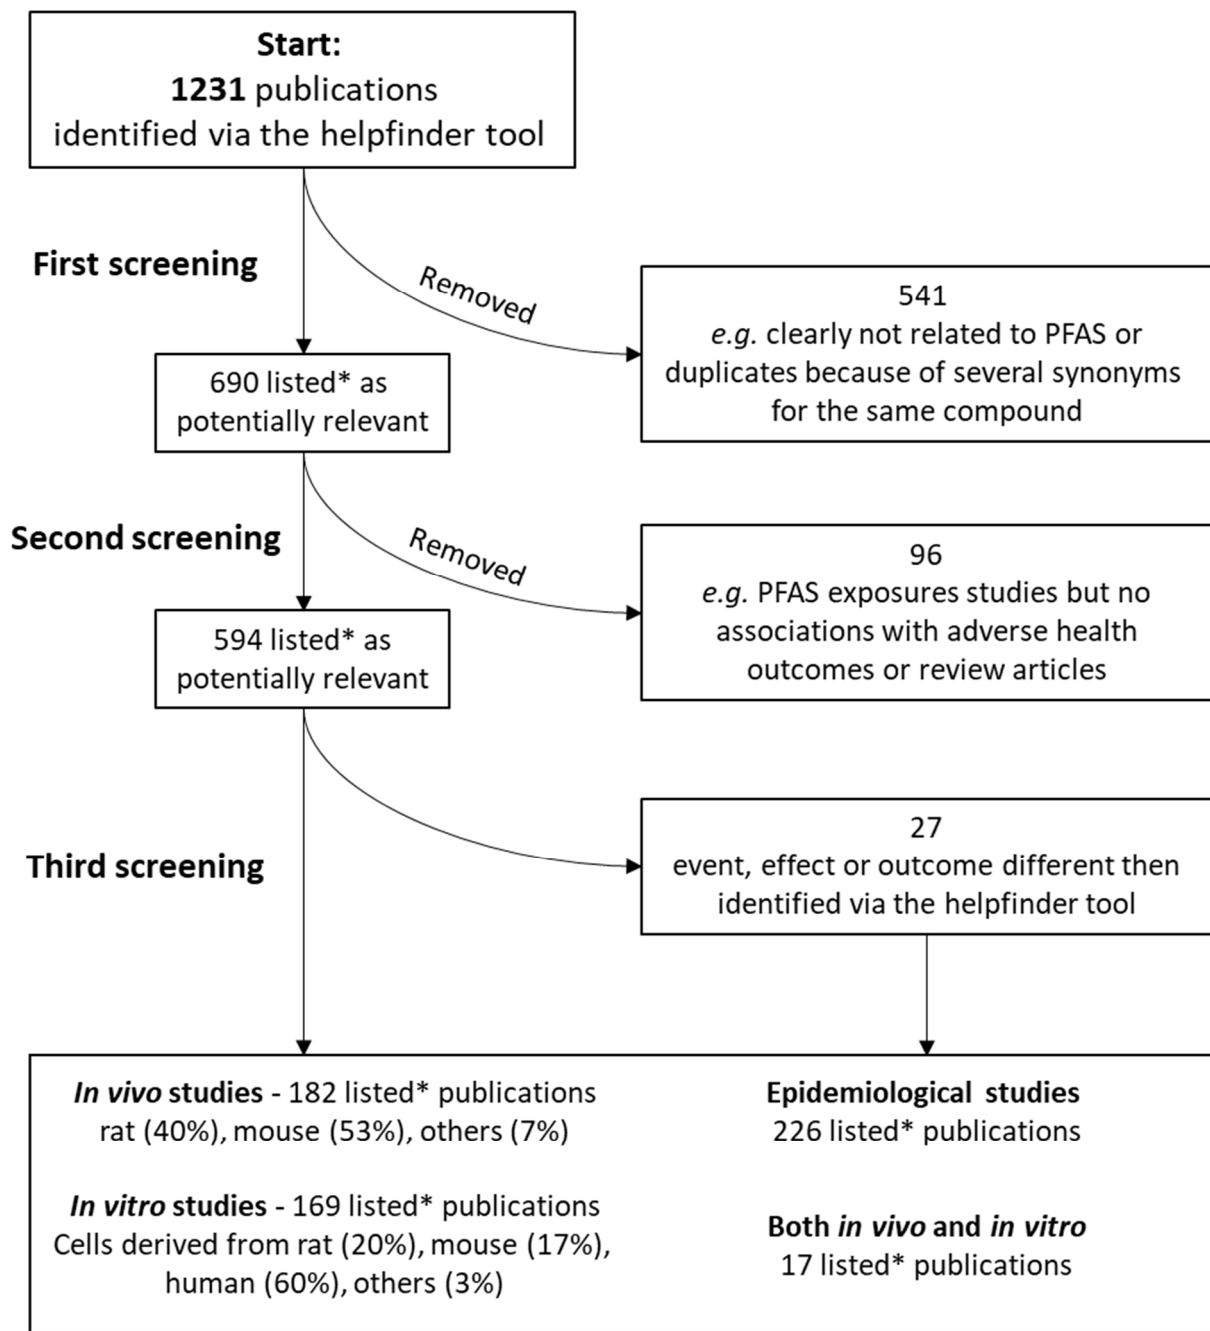 Start:
1231 publications
identified via the helpfinder tool
First screening
Removed
541
e.g. clearly not related to PFAS or
duplicates because of several synonyms
for the same compound
690 listed* as
potentially relevant
Second screening
Removed
96
e.g. PFAS exposures studies but no
associations with adverse health
outcomes or review articles
594 listed* as
potentially relevant
Third screening
27
event, effect or outcome different then
identified via the helpfinder tool
In vivo studies - 182 listed* publications
rat (40%), mouse (53%), others (7%)
In vitro studies - 169 listed* publications
Cells derived from rat (20%), mouse (17%),
human (60%), others (3%)
Epidemiological studies
226 listed* publications
Both in vivo and in vitro
17 listed* publications